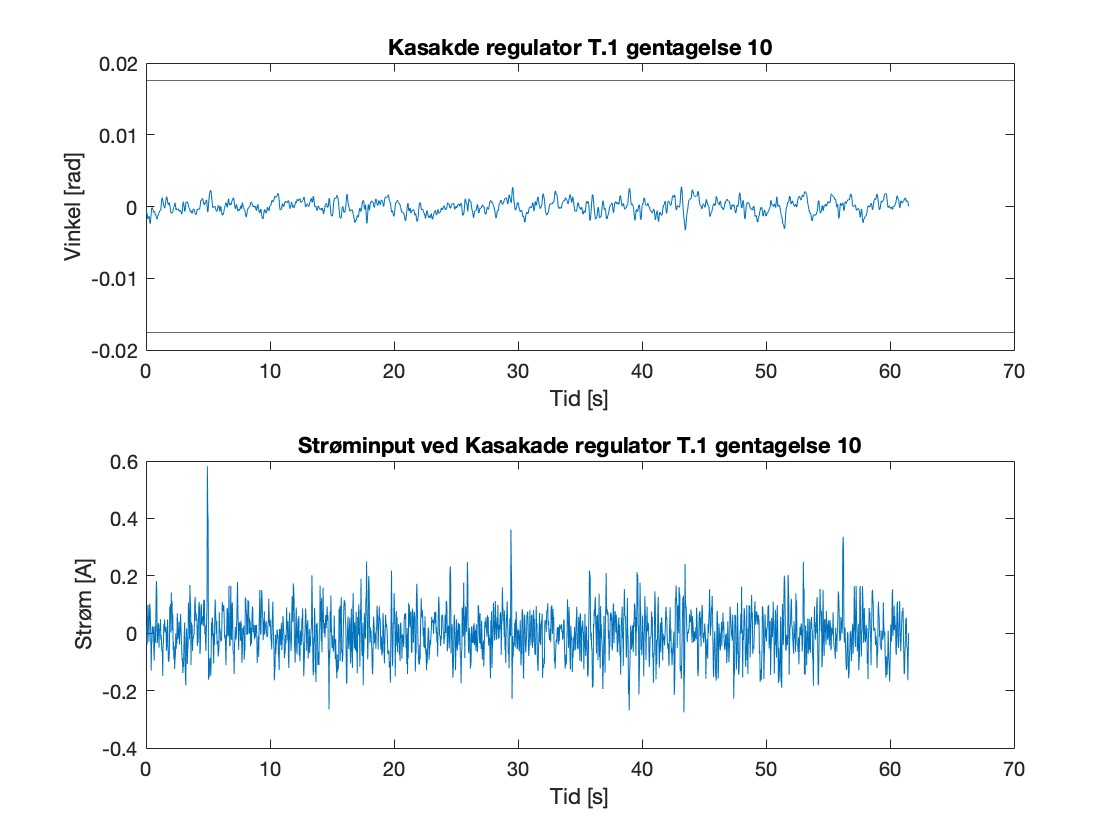 Kasakde regulator T.1 gentagelse 10
0.02
0.01
0
-0.01
-0.02
Vinkel [rad]
0 10 20 30 40 50 60 70
Tid [s]
Strøminput ved Kasakade regulator T.1 gentagelse 10
0.6
0.4
0.2
0
-0.2
-0.4
Strøm [A]
0 10 20 30 40 50 60 70
Tid [s]